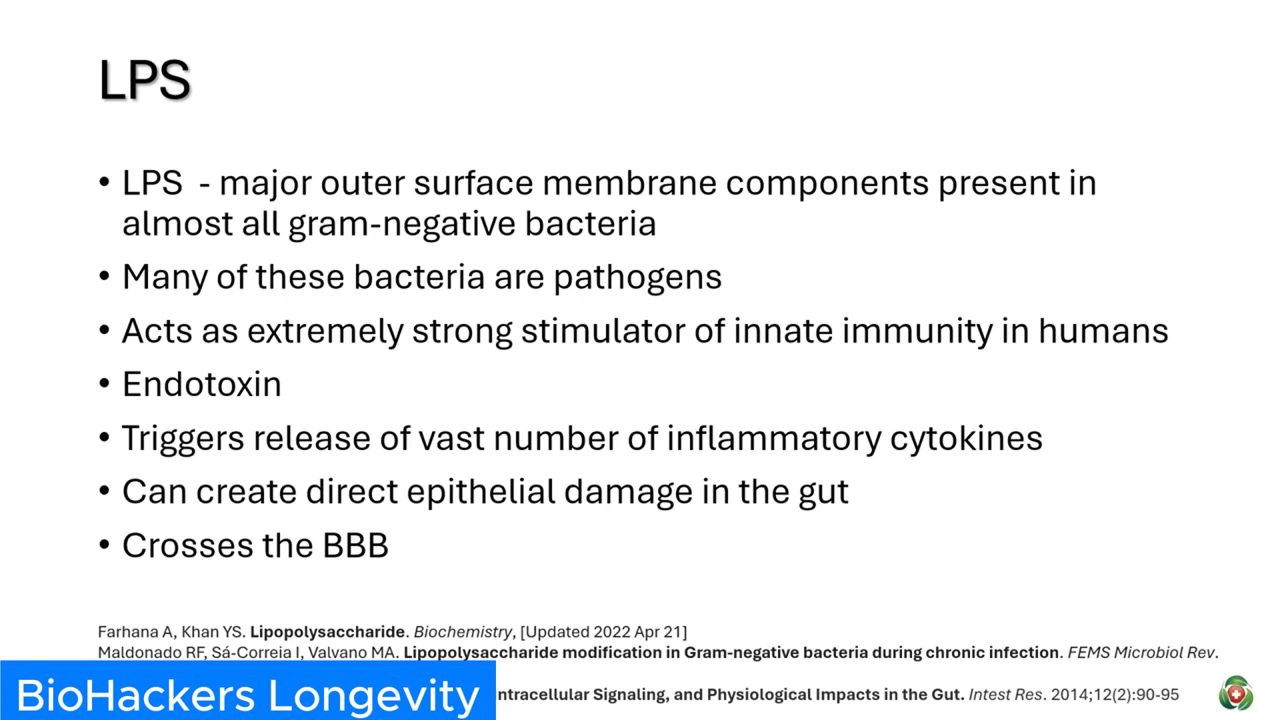 LPS
• LPS - major outer surface membrane components present in
almost all gram-negative bacteria
• Many of these bacteria are pathogens
• Acts as extremely strong stimulator of innate immunity in humans
• Endotoxin
• Triggers release of vast number of inflammatory cytokines
• Can create direct epithelial damage in the gut
• Crosses the BBB
Farhana A, Khan YS. Lipopolysaccharide. Biochemistry, [Updated 2022 Apr 21]
Maldonado RF, Sá-Correia I, Valvano MA. Lipopolysaccharide modification in Gram-negative bacteria during chronic infection. FEMS Microbiol Rev.
BioHackers Longevity
ntracellular Signaling, and Physiological Impacts in the Gut. Intest Res. 2014;12(2):90-95